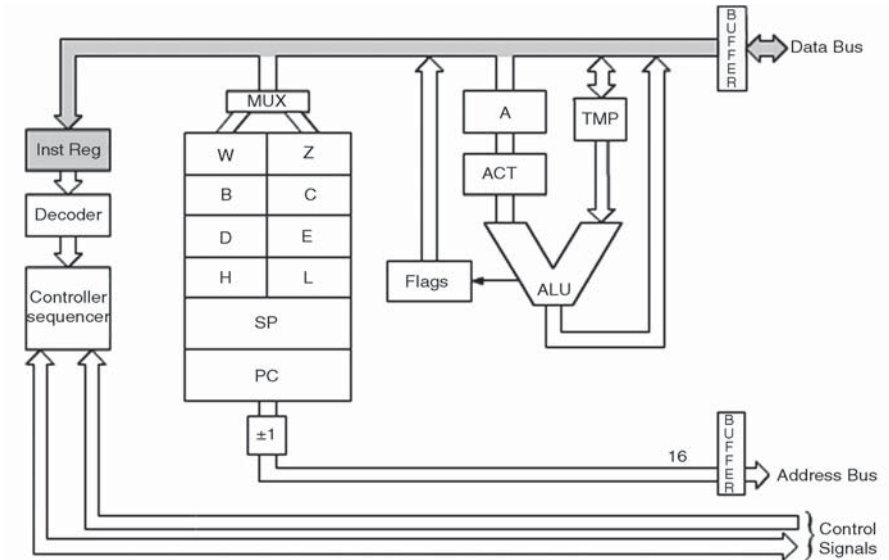 BUFFER
Data Bus
MUX
A
TMP
Inst Reg
W Z
ACT
B C
Decoder
D E
H L
Flags
ALU
Controller
sequencer
SP
PC
±1
16
BUFFER
Address Bus
Control
Signals